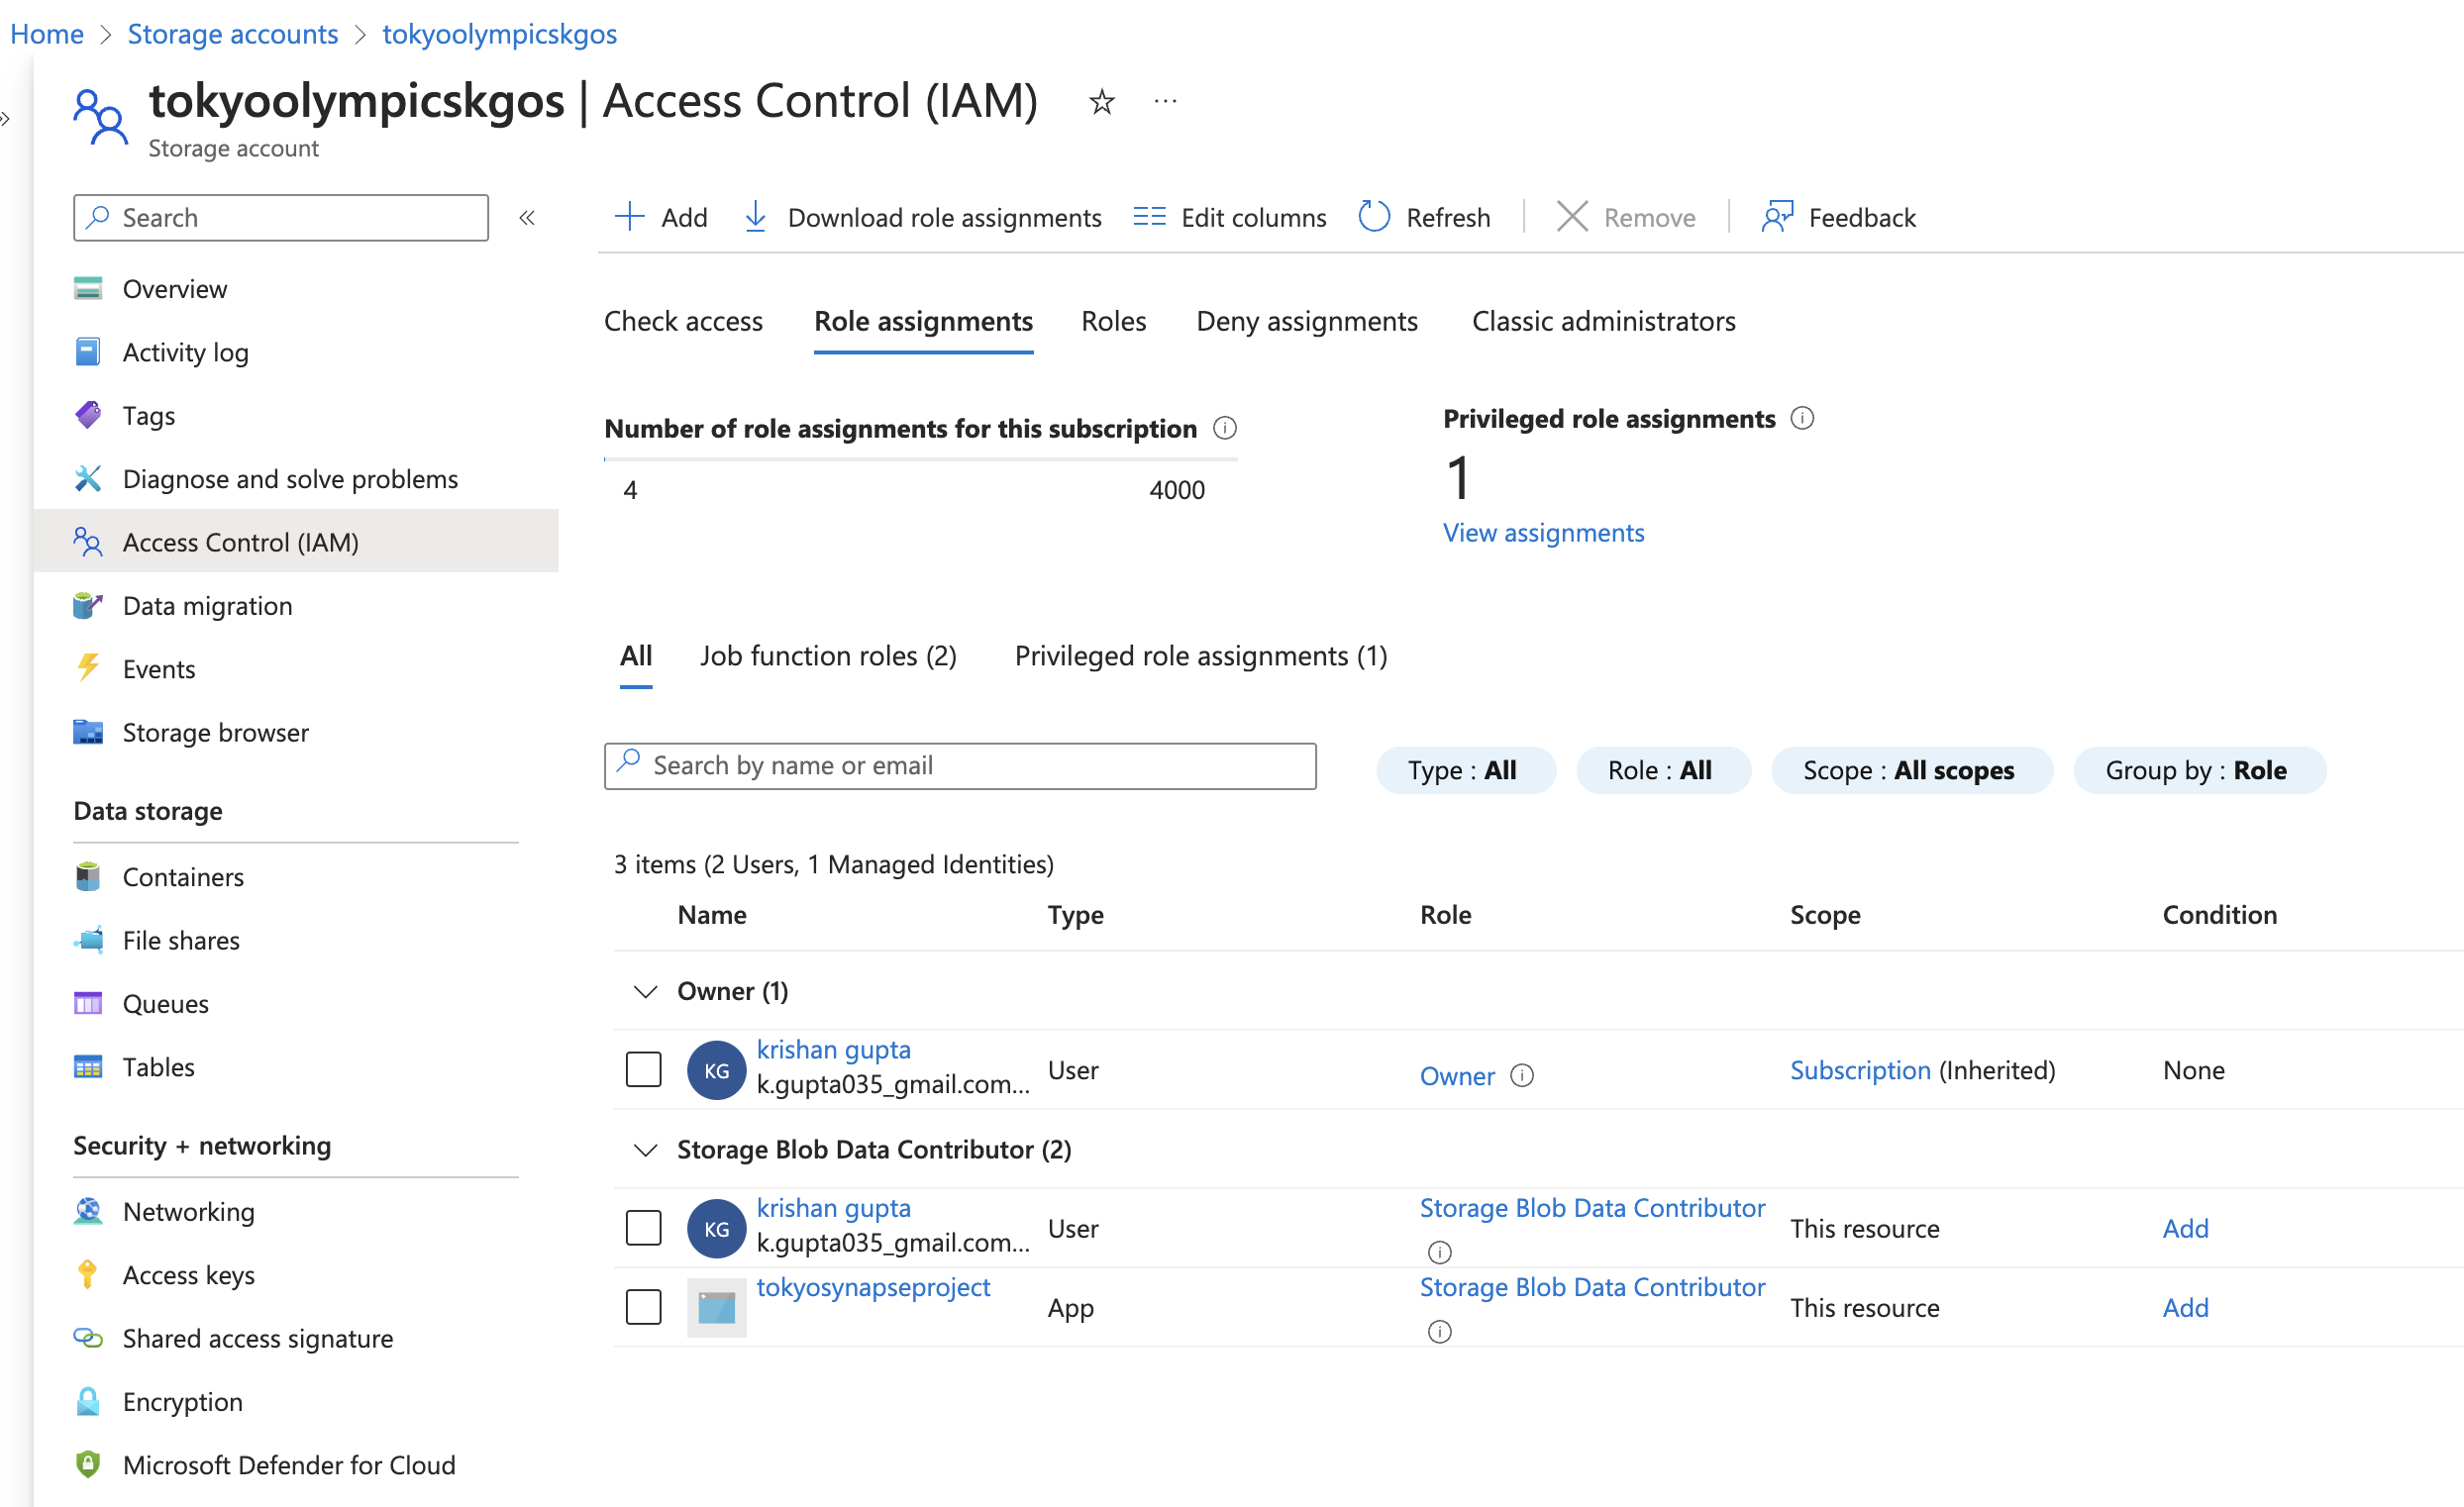 Home > Storage accounts > tokyoolympicskgos
tokyoolympicskgos | Access Control (IAM)
Storage account
Search
Overview
Activity log
Tags
Diagnose and solve problems
Access Control (IAM)
Data migration
Events
Storage browser
Data storage
Containers
File shares
Queues
Tables
Security + networking
Networking
Access keys
Shared access signature
Encryption
Microsoft Defender for Cloud
Add Download role assignments Edit columns Refresh Remove Feedback
Check access Role assignments Roles Deny assignments Classic administrators
Number of role assignments for this subscription
4 4000
Privileged role assignments
1
View assignments
All Job function roles (2) Privileged role assignments (1)
Search by name or email
Type : All Role : All Scope : All scopes Group by : Role
3 items (2 Users, 1 Managed Identities)
Name Type Role Scope Condition
Owner (1)
KG krishan gupta
k.gupta035_gmail.com... User Owner Subscription (Inherited) None
Storage Blob Data Contributor (2)
KG krishan gupta
k.gupta035_gmail.com... User Storage Blob Data Contributor This resource Add
tokyosynapseproject App Storage Blob Data Contributor This resource Add